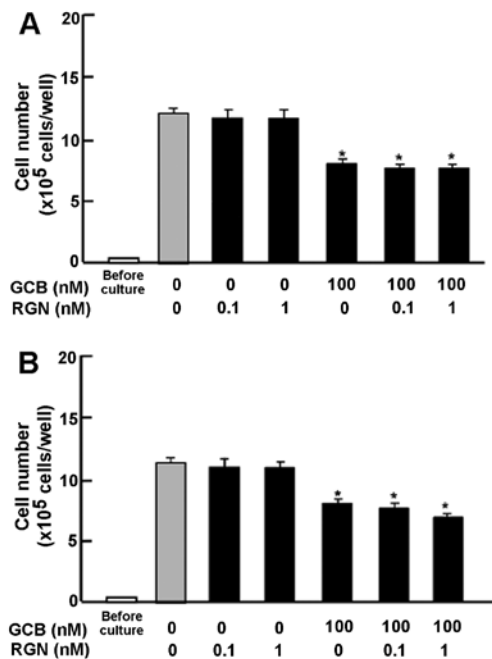 A
20
15
10
5
0
Cell number
(x10⁵ cells/well)
* * *
Before
culture
GCB (nM) 0 0 0 100 100 100
RGN (nM) 0 0.1 1 0 0.1 1
B
20
15
10
5
0
Cell number
(x10⁵ cells/well)
* * *
Before
culture
GCB (nM) 0 0 0 100 100 100
RGN (nM) 0 0.1 1 0 0.1 1